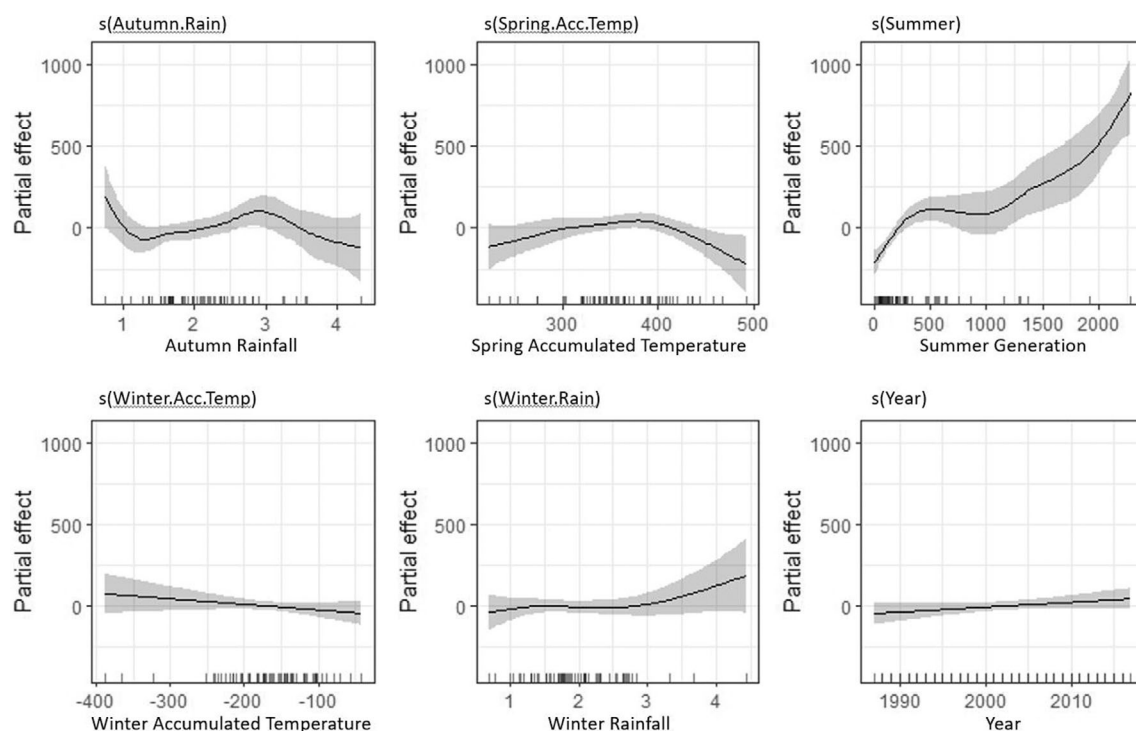 s(Autumn.Rain)
s(Spring.Acc.Temp)
s(Summer)
Partial effect
1000
500
0
1
2
3
4
Autumn Rainfall
Partial effect
1000
500
0
300
400
500
Spring Accumulated Temperature
Partial effect
1000
500
0
0
500
1000
1500
2000
Summer Generation
s(Winter.Acc.Temp)
s(Winter.Rain)
s(Year)
Partial effect
1000
500
0
-400
-300
-200
-100
Winter Accumulated Temperature
Partial effect
1000
500
0
1
2
3
4
Winter Rainfall
Partial effect
1000
500
0
1990
2000
2010
Year